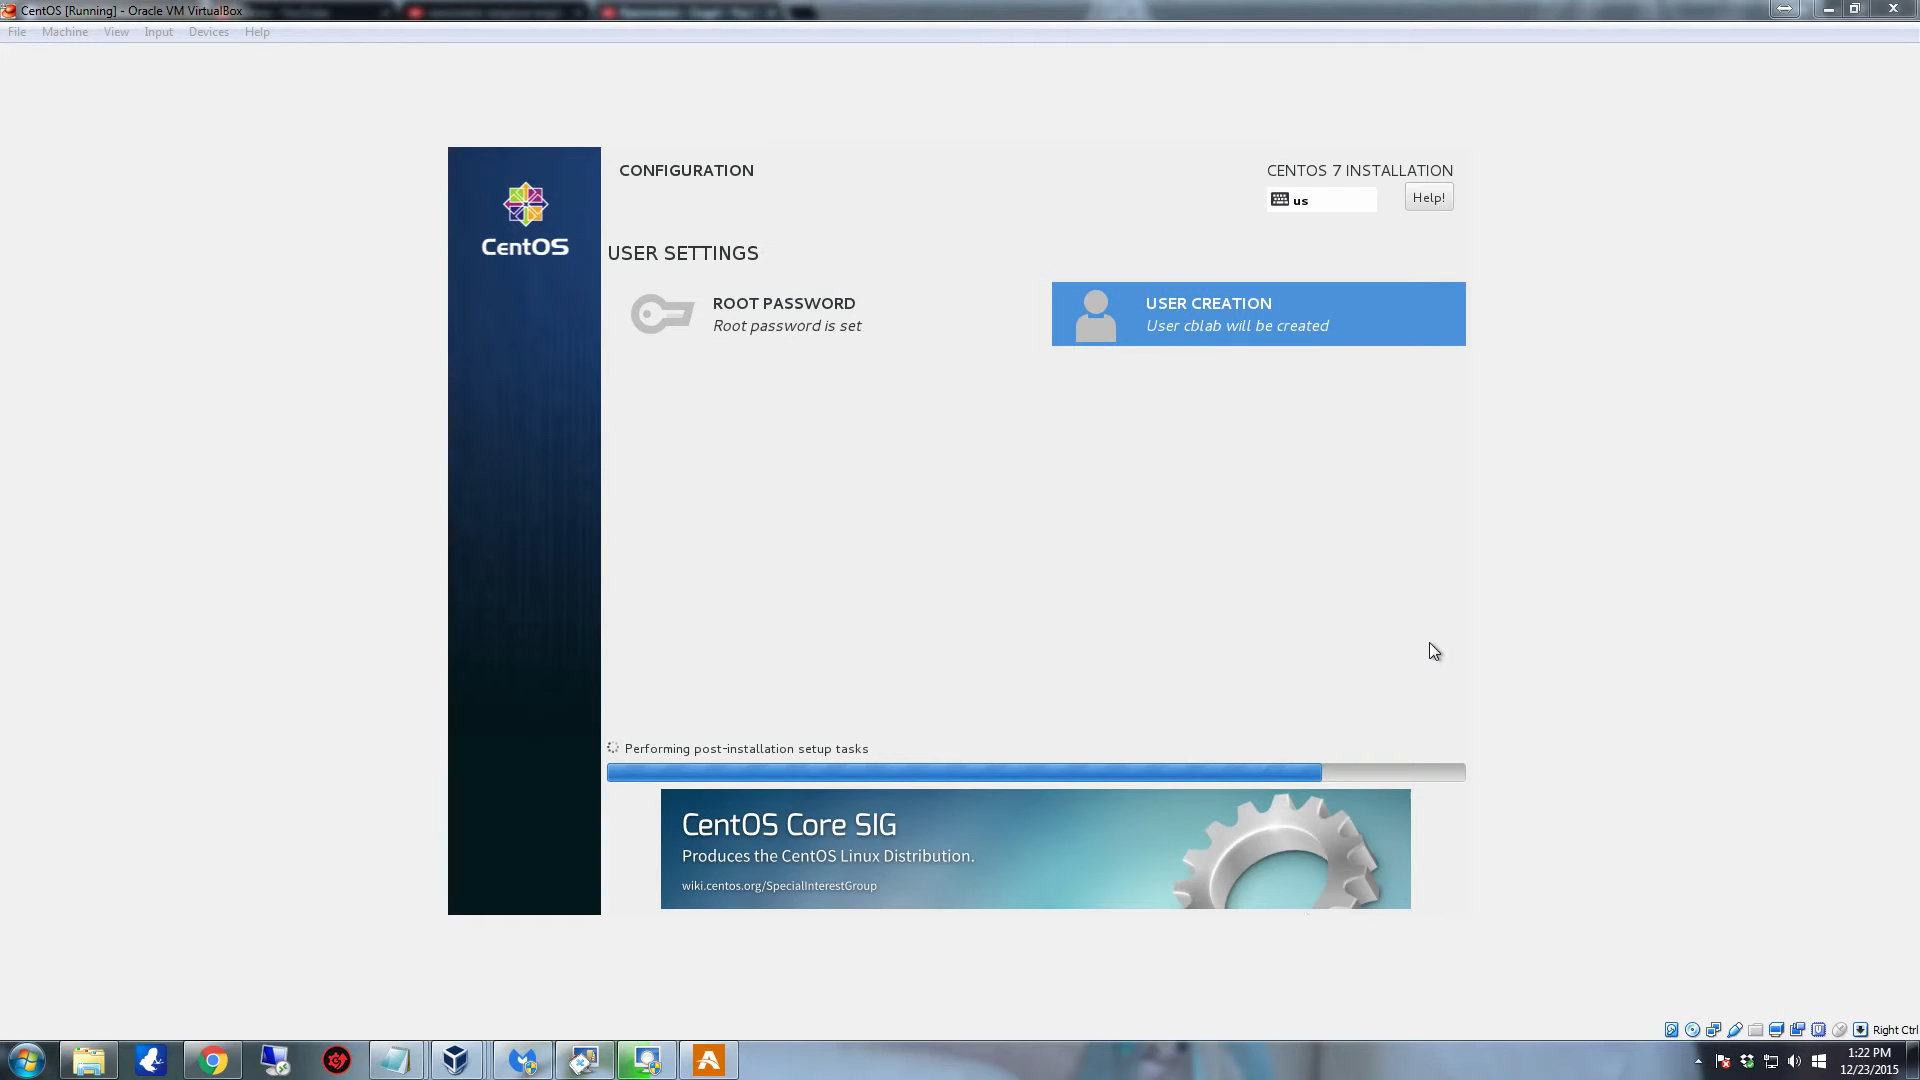 CentOS [Running] - Oracle VM VirtualBox
File Machine View Input Devices Help
CentOS
CONFIGURATION
CENTOS 7 INSTALLATION
us
Help!
USER SETTINGS
ROOT PASSWORD
Root password is set
USER CREATION
User cblab will be created
Performing post-installation setup tasks
CentOS Core SIG
Produces the CentOS Linux Distribution.
wiki.centos.org/SpecialInterestGroup
Right Ctrl
1:22 PM
12/23/2015